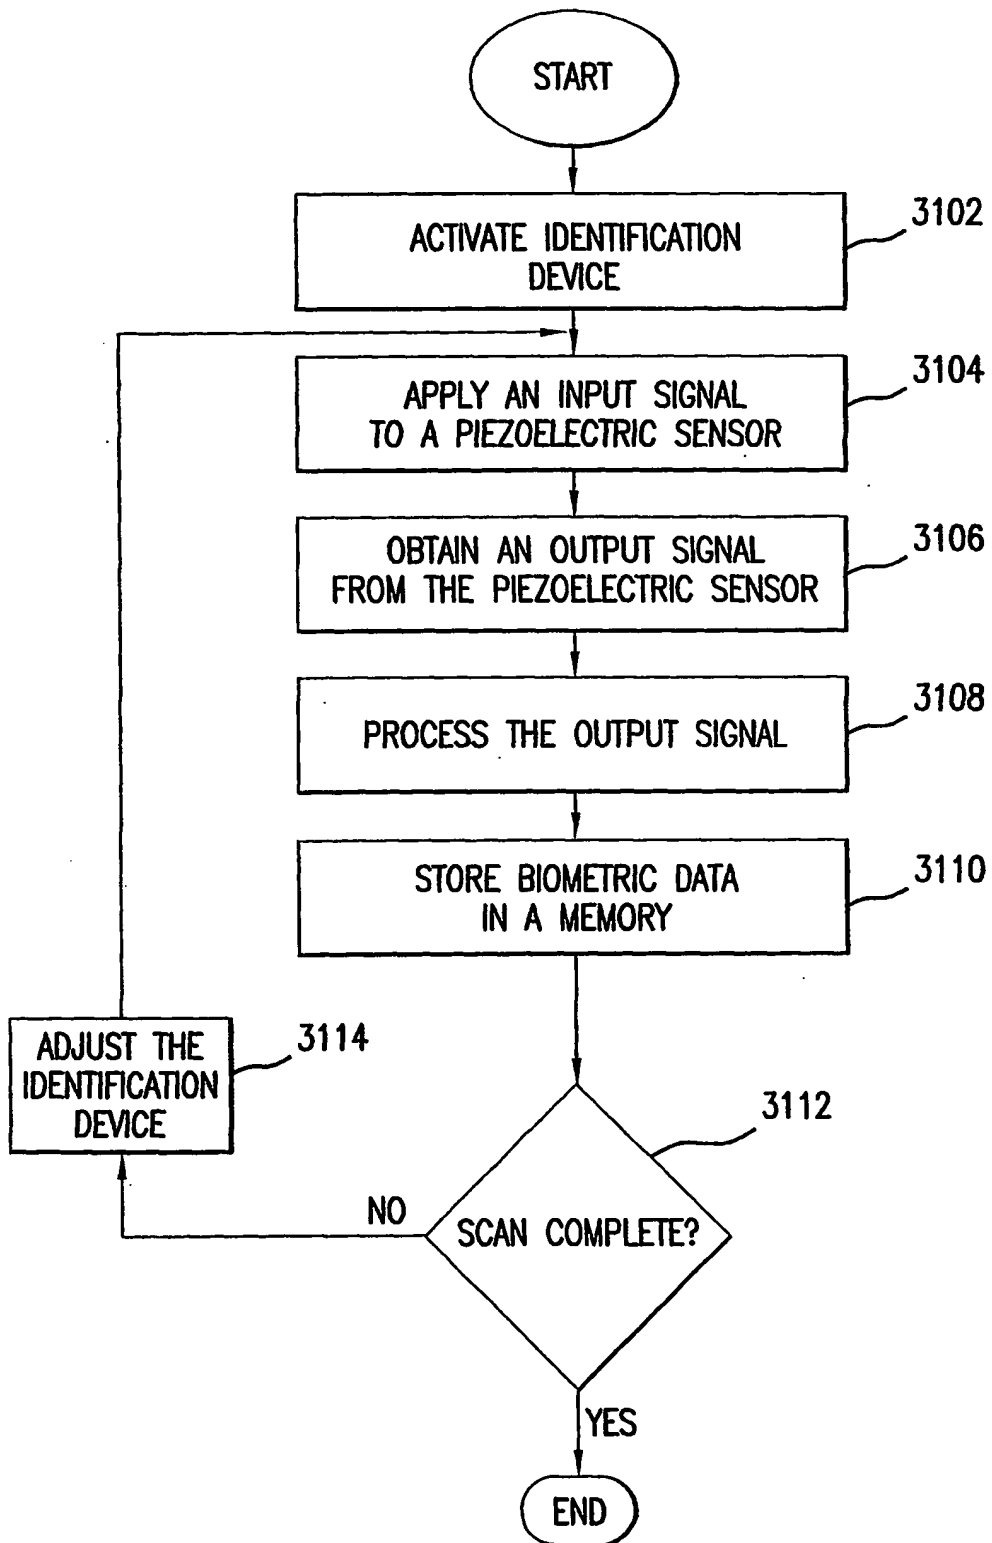 START
ACTIVATE IDENTIFICATION
DEVICE
3102
APPLY AN INPUT SIGNAL
TO A PIEZOELECTRIC SENSOR
3104
OBTAIN AN OUTPUT SIGNAL
FROM THE PIEZOELECTRIC SENSOR
3106
PROCESS THE OUTPUT SIGNAL
3108
STORE BIOMETRIC DATA
IN A MEMORY
3110
ADJUST THE
IDENTIFICATION
DEVICE
3114
3112
SCAN COMPLETE?
NO
YES
END